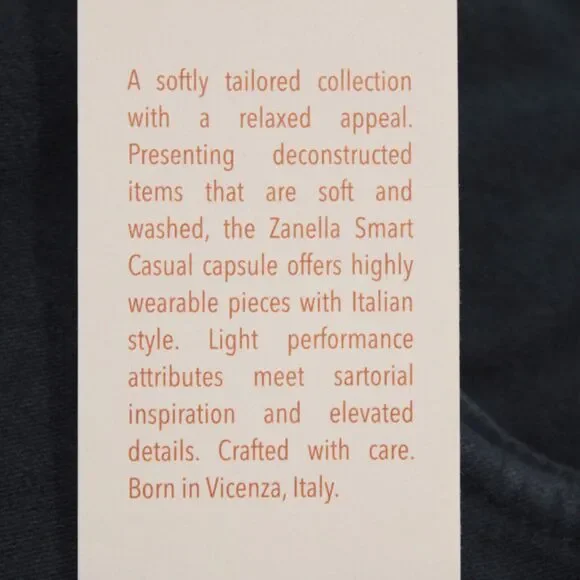 A softly tailored collection
with a relaxed appeal.
Presenting deconstructed
items that are soft and
washed, the Zanella Smart
Casual capsule offers highly
wearable pieces with Italian
style. Light performance
attributes meet sartorial
inspiration and elevated
details. Crafted with care.
Born in Vicenza, Italy.